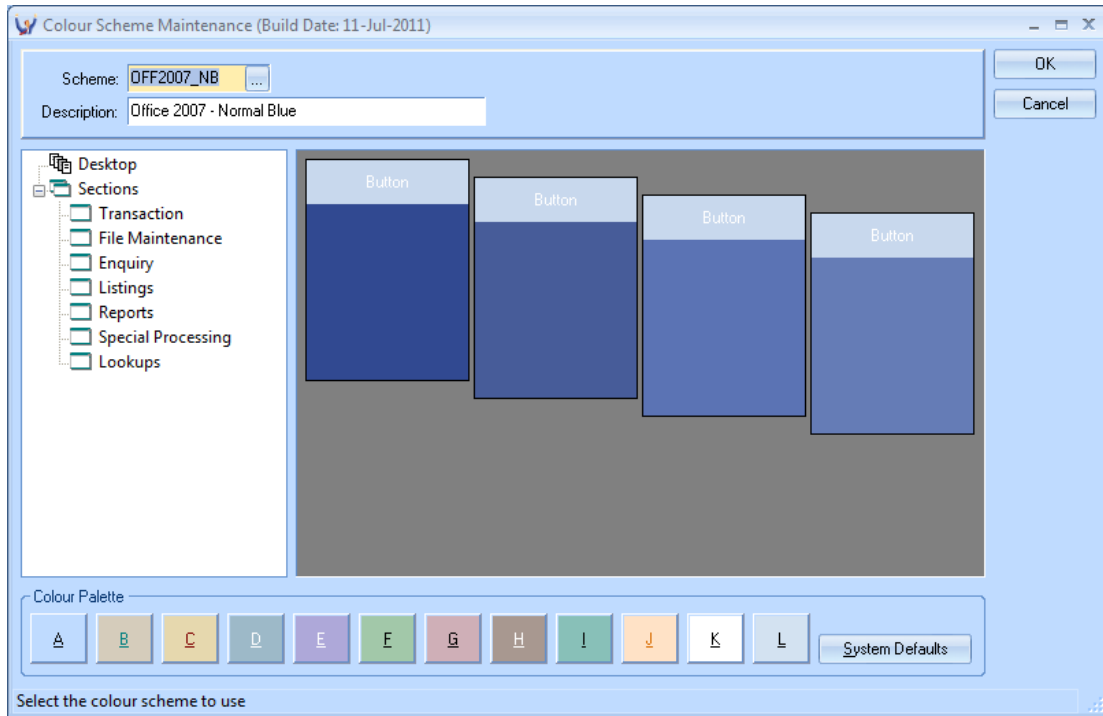 Colour Scheme Maintenance (Build Date: 11-Jul-2011)
Scheme: OFF2007_NB ...
OK
Description: Office 2007 - Normal Blue
Cancel
Desktop
Sections
Transaction
File Maintenance
Enquiry
Listings
Reports
Special Processing
Lookups
Button
Button
Button
Button
Colour Palette
A B C D E F G H I J K L System Defaults
Select the colour scheme to use